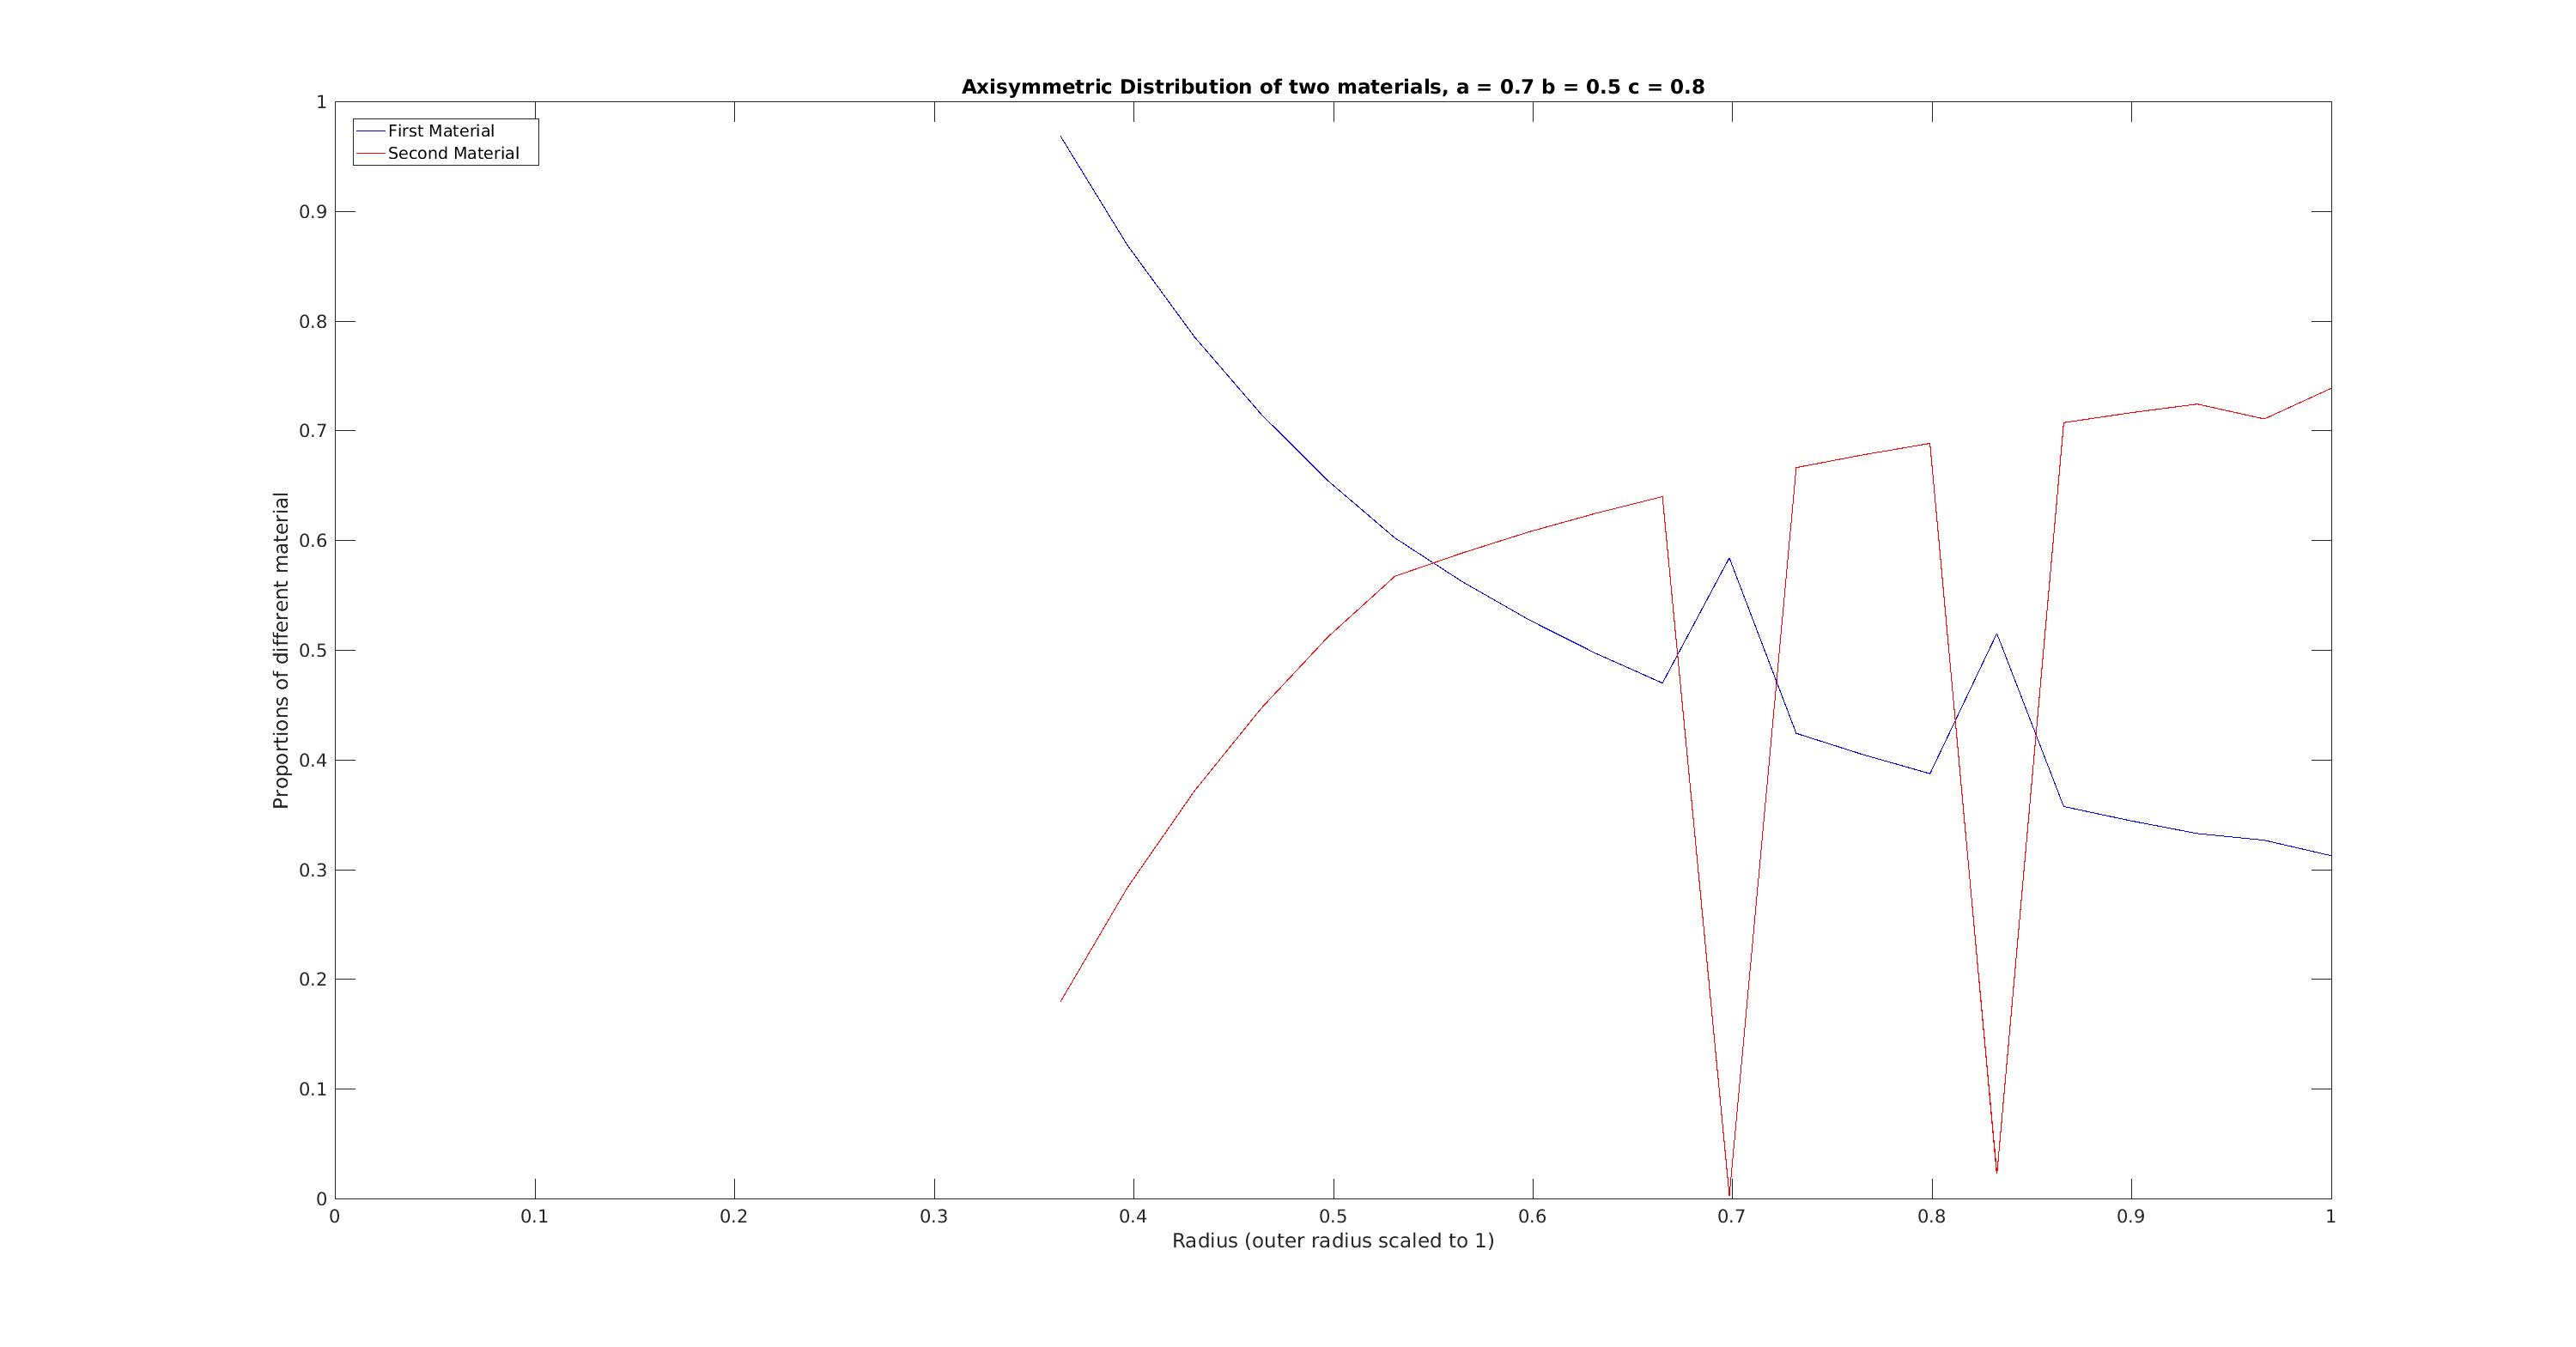 Axisymmetric Distribution of two materials, a = 0.7 b = 0.5 c = 0.8
First Material
Second Material
1
0.9
0.8
0.7
0.6
0.5
0.4
0.3
0.2
0.1
0
Proportions of different material
0 0.1 0.2 0.3 0.4 0.5 0.6 0.7 0.8 0.9 1
Radius (outer radius scaled to 1)